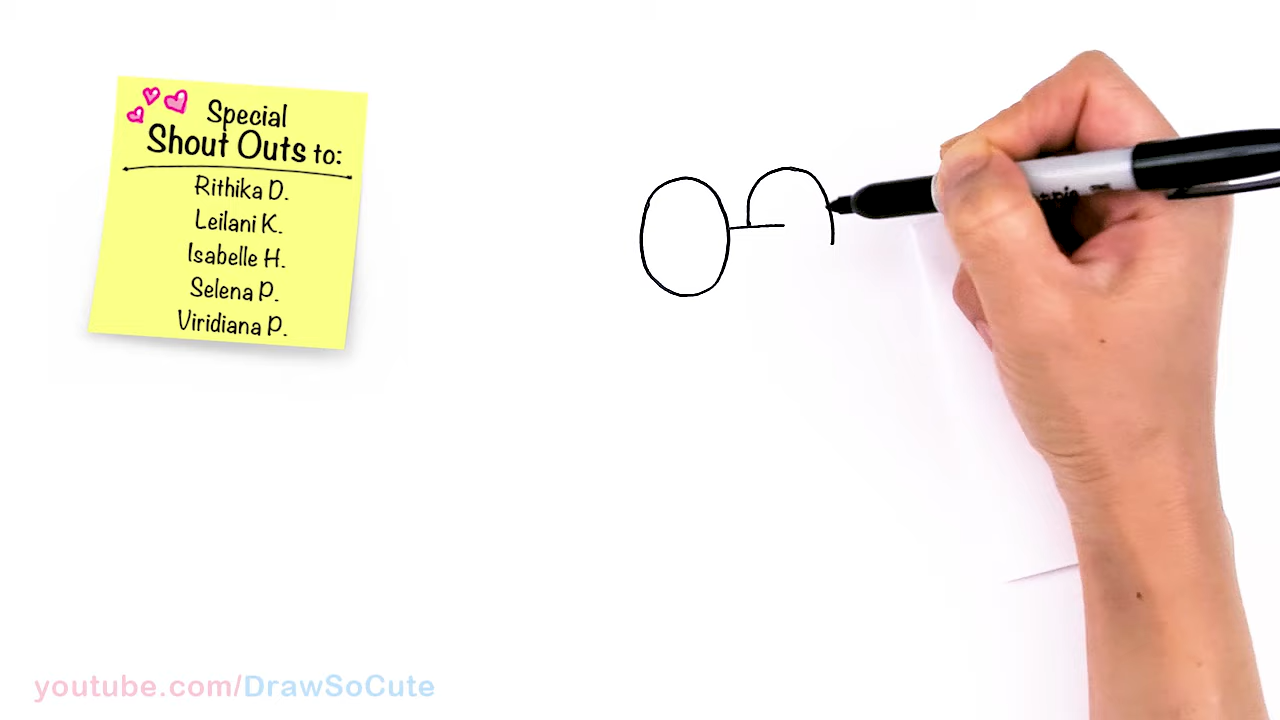 Special
Shout Outs to:
Rithika D.
Leilani K.
Isabelle H.
Selena P.
Viridiana P.
youtube.com/DrawSoCute